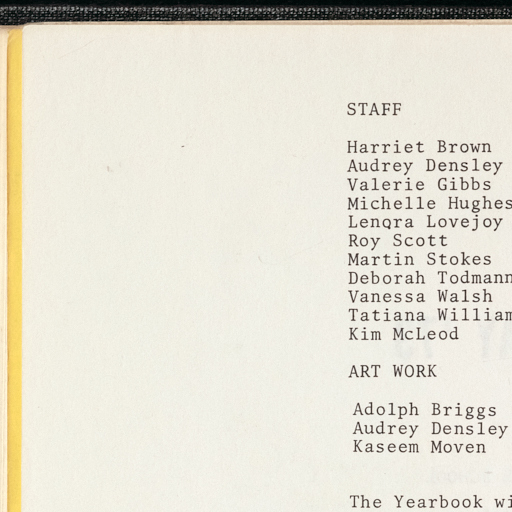 STAFF
Harriet Brown
Audrey Densley
Valerie Gibbs
Michelle Hughes
Lenora Lovejoy
Roy Scott
Martin Stokes
Deborah Todmann
Vanessa Walsh
Tatiana William
Kim McLeod
ART WORK
Adolph Briggs
Audrey Densley
Kaseem Moven
The Yearbook wi